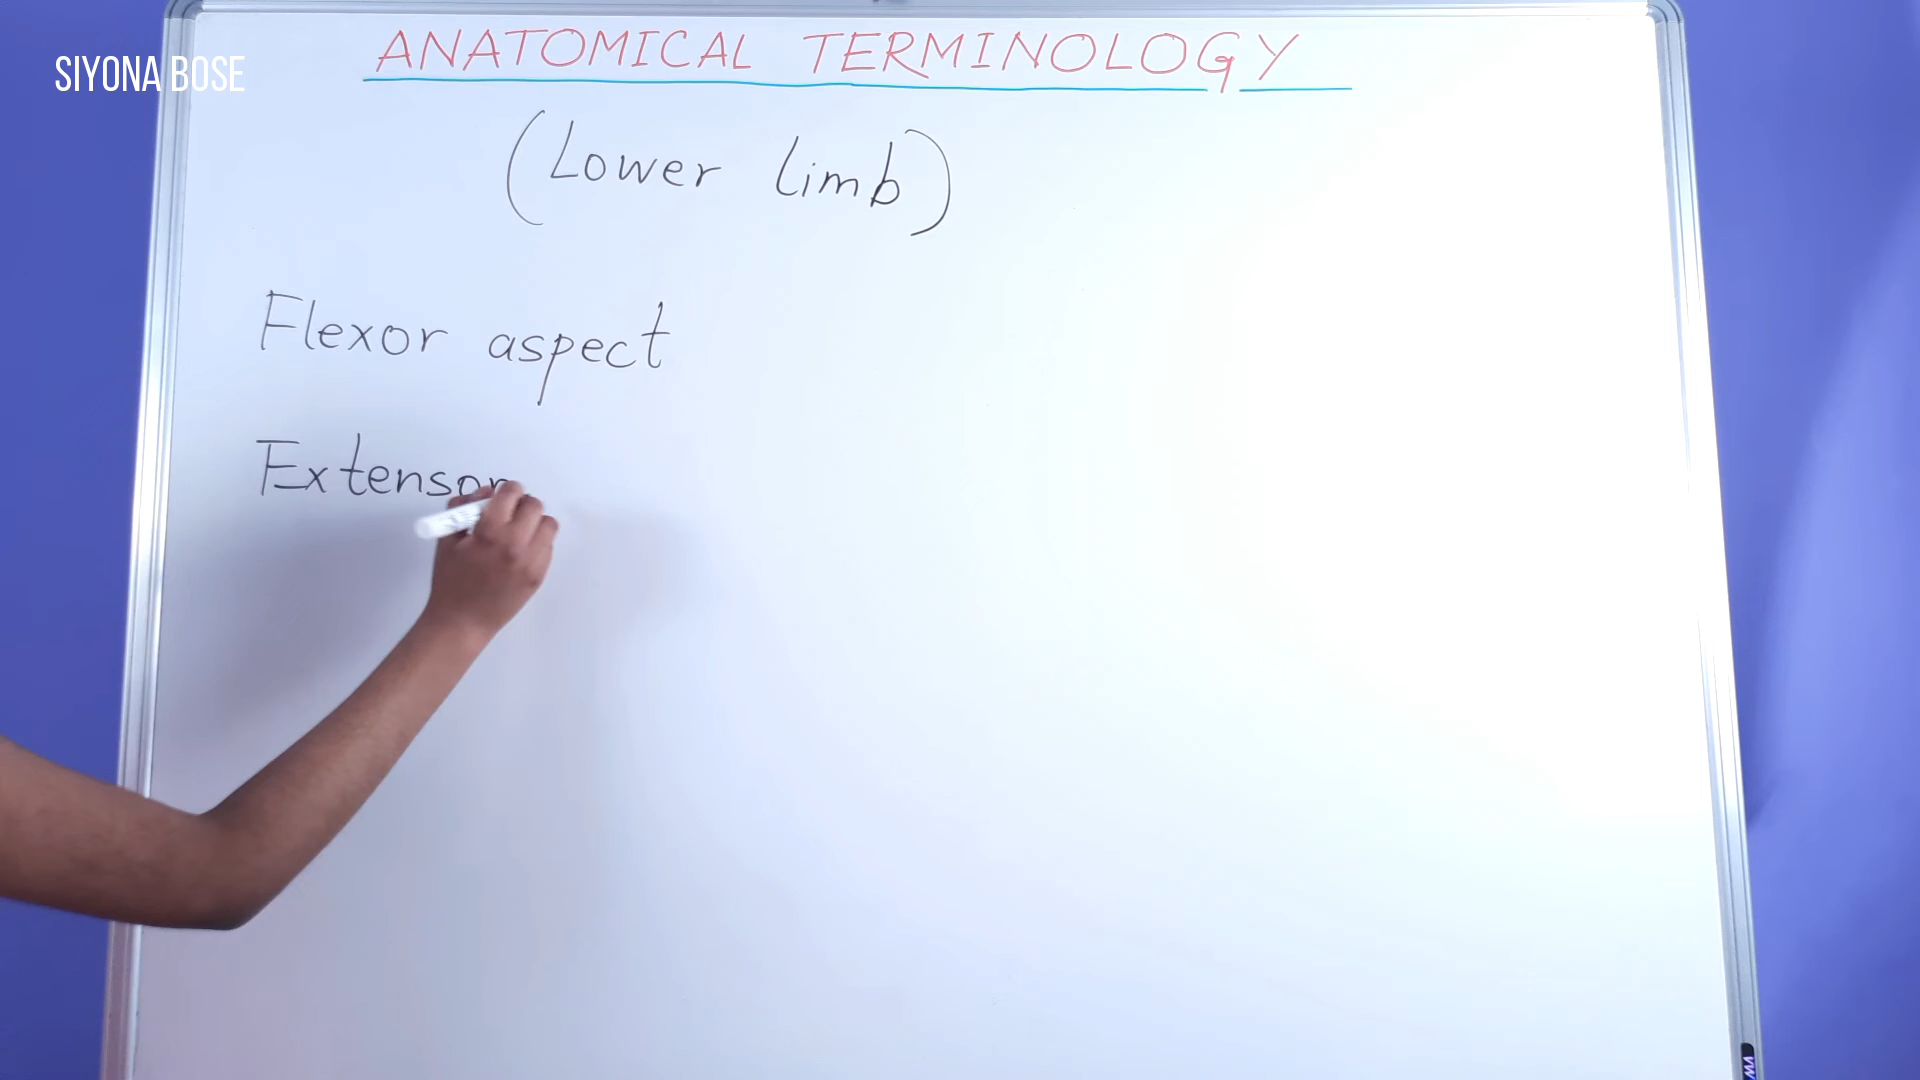 SIYONA BOSE
ANATOMICAL TERMINOLOGY
(Lower limb)
Flexor aspect
Extensor